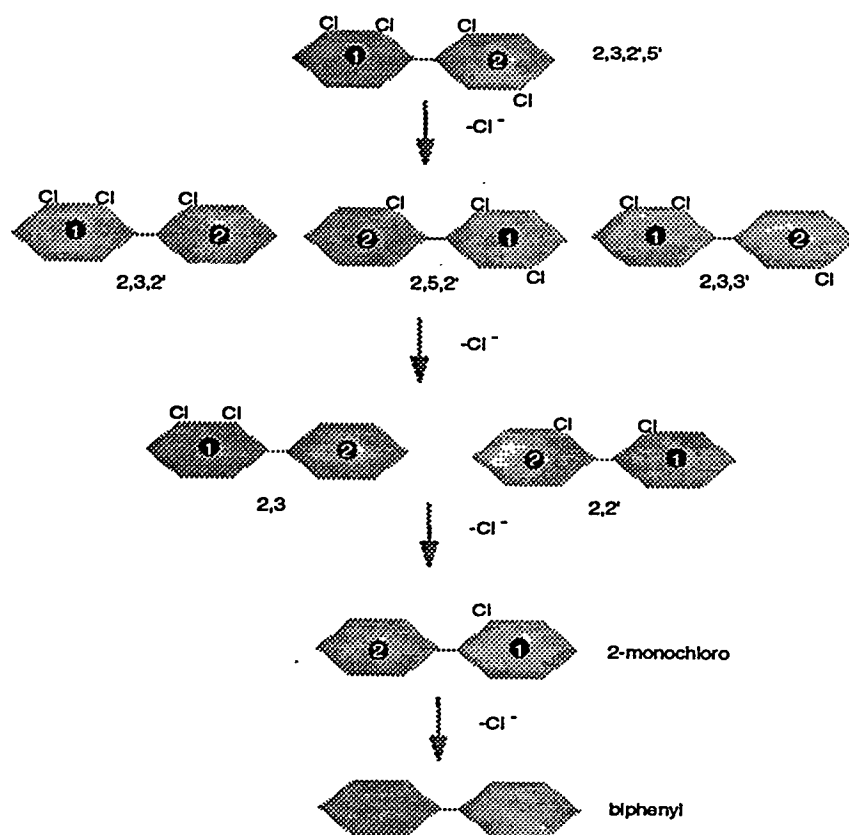 Cl Cl Cl
1 2 2,3,2',5'
Cl
-Cl⁻
Cl Cl Cl Cl Cl Cl Cl
1 2 2 1 1 2
Cl Cl
2,3,2' 2,5,2' 2,3,3'
-Cl⁻
Cl Cl Cl Cl
1 2 2 1
2,3 2,2'
-Cl⁻
Cl
2 1 2-monochloro
-Cl⁻
biphenyl